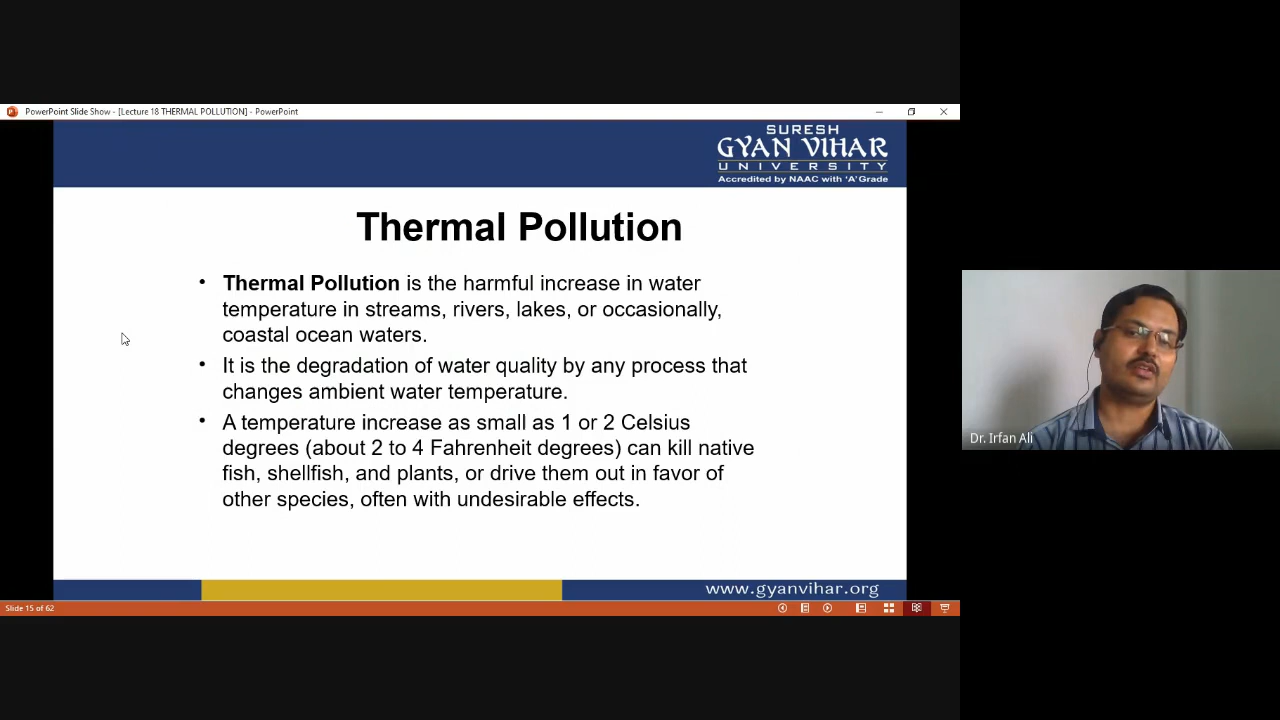 PowerPoint Slide Show - [Lecture 18 THERMAL POLLUTION] - PowerPoint
SURESH
GYAN VIHAR
UNIVERSITY
Accredited by NAAC with 'A' Grade
Thermal Pollution
• Thermal Pollution is the harmful increase in water
temperature in streams, rivers, lakes, or occasionally,
coastal ocean waters.
• It is the degradation of water quality by any process that
changes ambient water temperature.
• A temperature increase as small as 1 or 2 Celsius
degrees (about 2 to 4 Fahrenheit degrees) can kill native
fish, shellfish, and plants, or drive them out in favor of
other species, often with undesirable effects.
www.gyanvihar.org
Slide 15 of 62
Dr. Irfan Ali